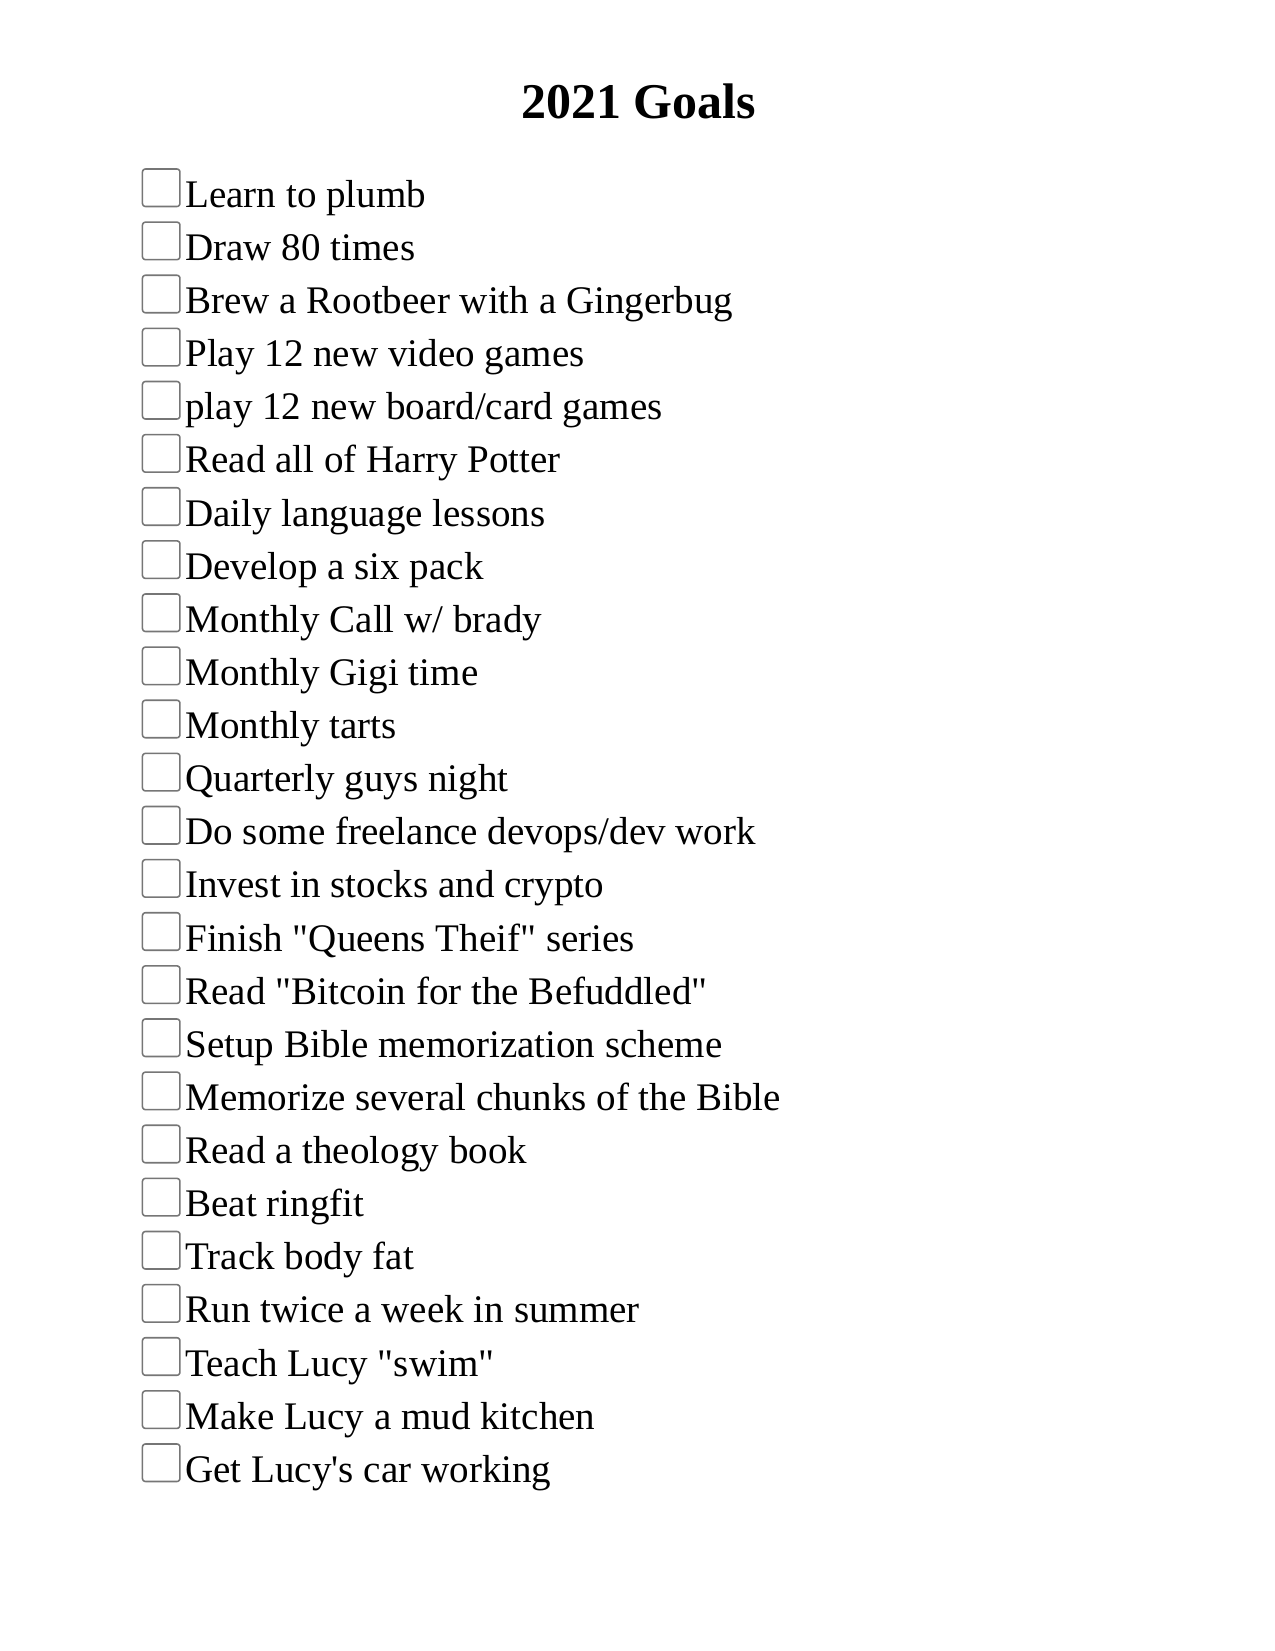 2021 Goals
Learn to plumb
Draw 80 times
Brew a Rootbeer with a Gingerbug
Play 12 new video games
play 12 new board/card games
Read all of Harry Potter
Daily language lessons
Develop a six pack
Monthly Call w/ brady
Monthly Gigi time
Monthly tarts
Quarterly guys night
Do some freelance devops/dev work
Invest in stocks and crypto
Finish "Queens Theif" series
Read "Bitcoin for the Befuddled"
Setup Bible memorization scheme
Memorize several chunks of the Bible
Read a theology book
Beat ringfit
Track body fat
Run twice a week in summer
Teach Lucy "swim"
Make Lucy a mud kitchen
Get Lucy's car working